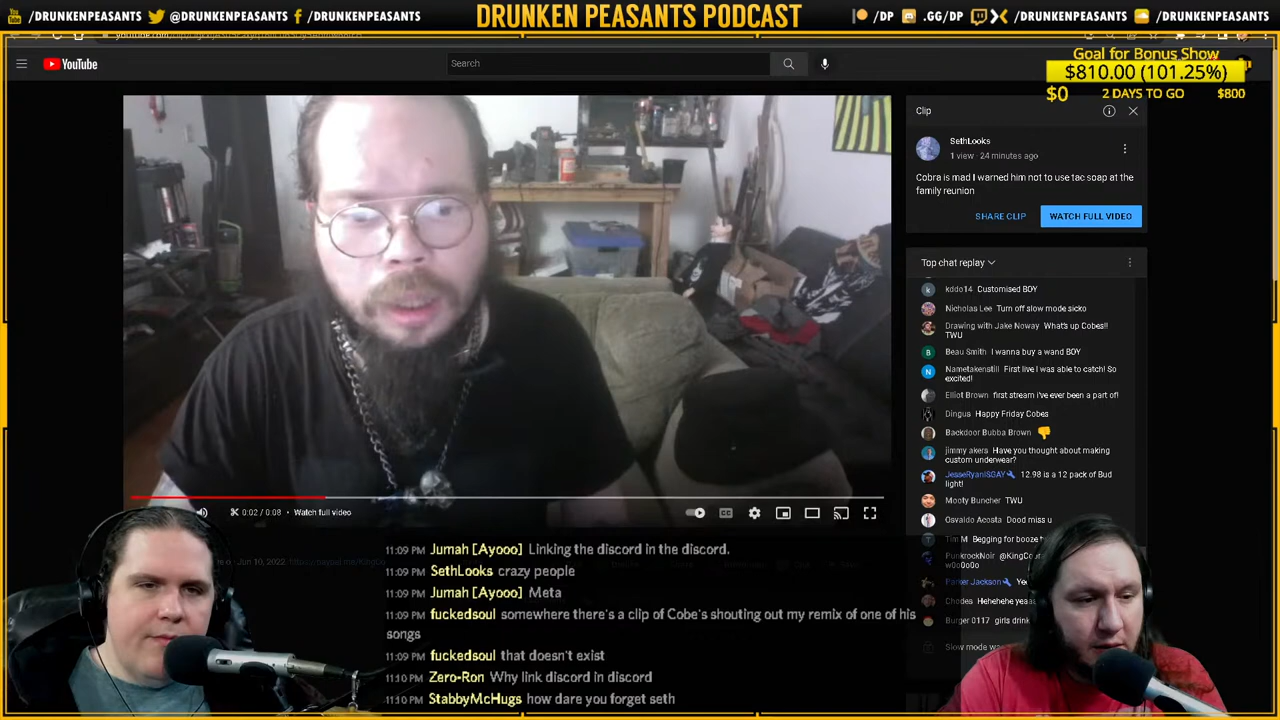 /DRUNKENPEASANTS @DRUNKENPEASANTS /DRUNKENPEASANTS
DRUNKEN PEASANTS PODCAST
/DP .GG/DP /DRUNKENPEASANTS /DRUNKENPEASANTS
YouTube
Search
Goal for Bonus Show
$810.00 (101.25%)
$0 2 DAYS TO GO $800
Clip
SethLooks
1 view · 24 minutes ago
Cobra is mad I warned him not to use tac soap at the
family reunion
SHARE CLIP WATCH FULL VIDEO
Top chat replay
kddo14 Customised BOY
Nicholas Lee Turn off slow mode sicko
Drawing with Jake Noway What's up Cobes!!
TWU
Beau Smith I wanna buy a wand BOY
Nametakenstill First live I was able to catch! So
excited!
Elliot Brown first stream i've ever been a part of!
Dingus Happy Friday Cobes
Backdoor Bubba Brown
jimmy akers Have you thought about making
custom underwear?
JesseRyanISGAY 12.98 is a 12 pack of Bud
light!
Mooty Buncher TWU
Osvaldo Acosta Dood miss u
Tim M Begging for booze
PunkrockNoir
w0o0o0o
Parker Jackson
Chodes Hehehehe
Burger 0117 girls drink
Slow mode
0:02 / 0:08 · Watch full video
Jun 10, 2022
11:09 PM Jumah [Ayooo] Linking the discord in the discord.
11:09 PM SethLooks crazy people
11:09 PM Jumah [Ayooo] Meta
11:09 PM fuckedsoul somewhere there's a clip of Cobe's shouting out my remix of one of his
songs
11:09 PM fuckedsoul that doesn't exist
11:10 PM Zero-Ron Why link discord in discord
11:10 PM StabbyMcHugs how dare you forget seth